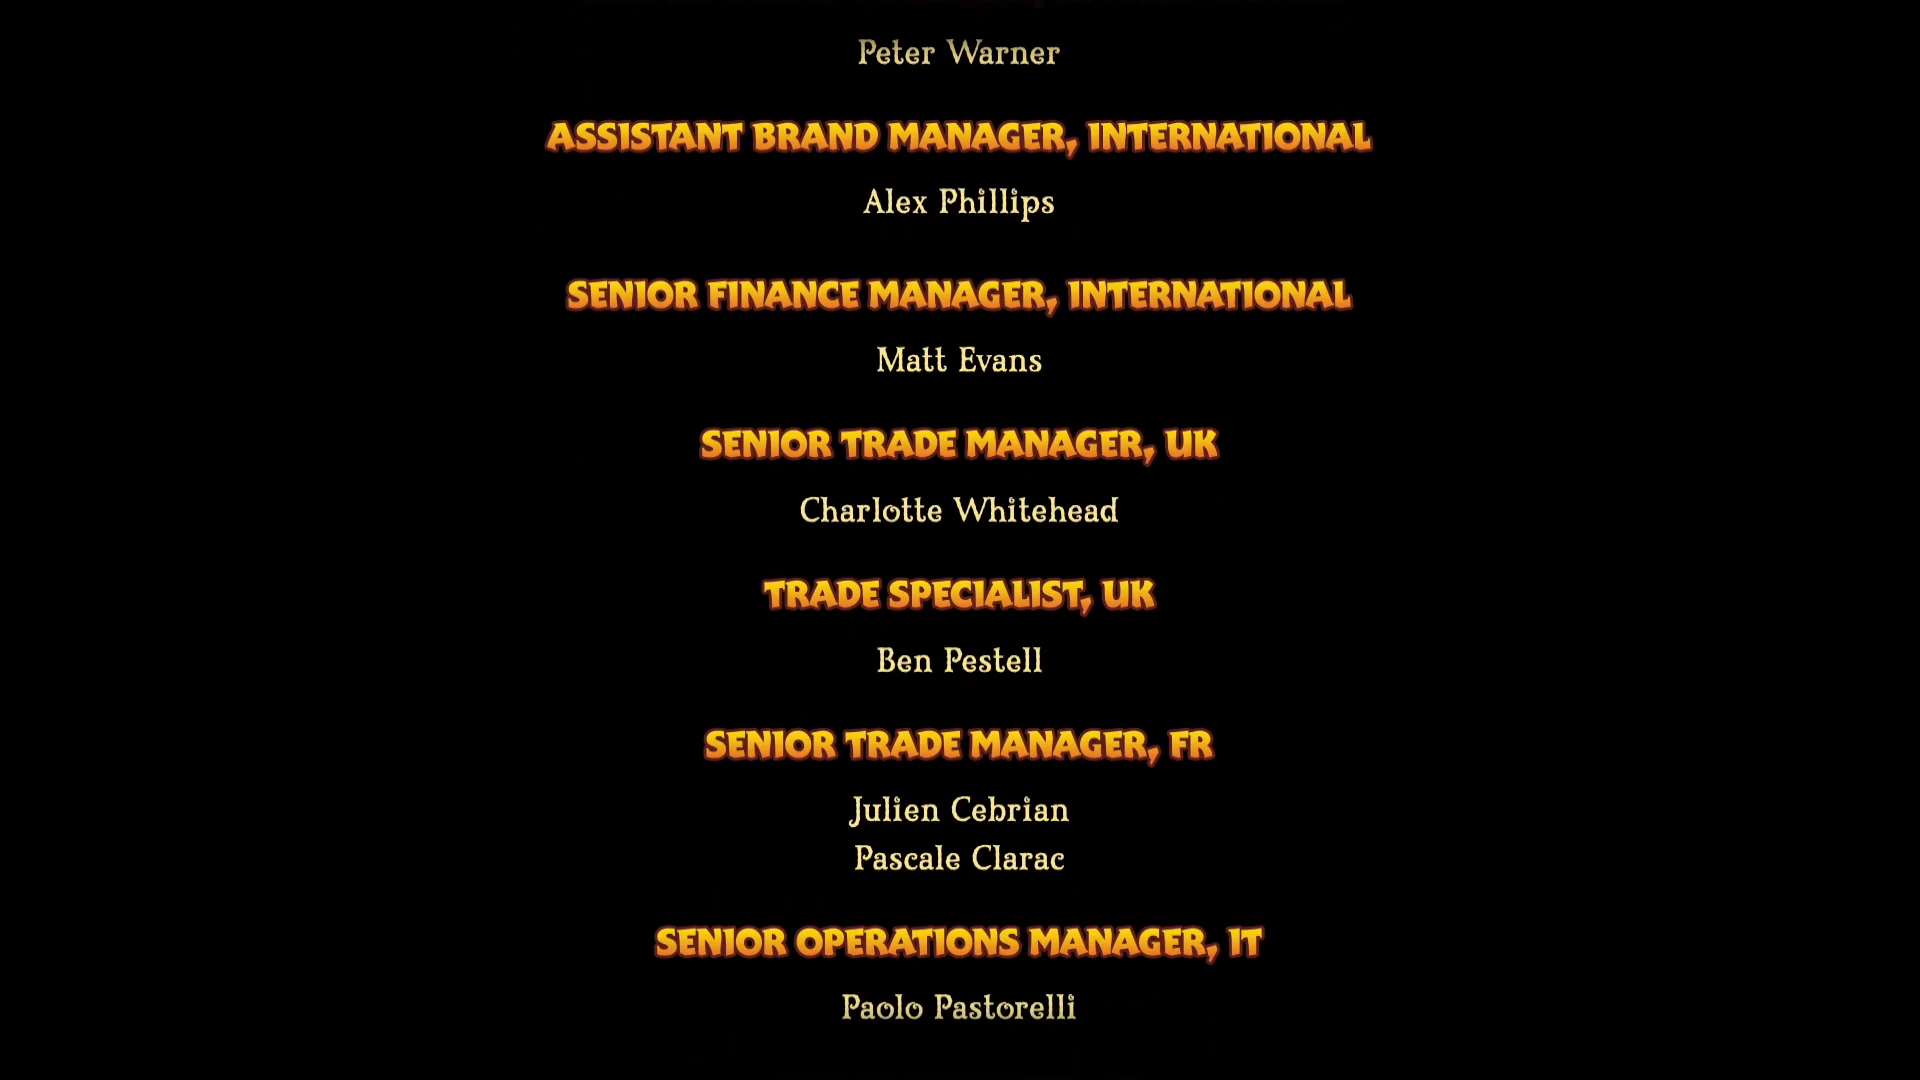 Peter Warner
ASSISTANT BRAND MANAGER, INTERNATIONAL
Alex Phillips
SENIOR FINANCE MANAGER, INTERNATIONAL
Matt Evans
SENIOR TRADE MANAGER, UK
Charlotte Whitehead
TRADE SPECIALIST, UK
Ben Pestell
SENIOR TRADE MANAGER, FR
Julien Cebrian
Pascale Clarac
SENIOR OPERATIONS MANAGER, IT
Paolo Pastorelli